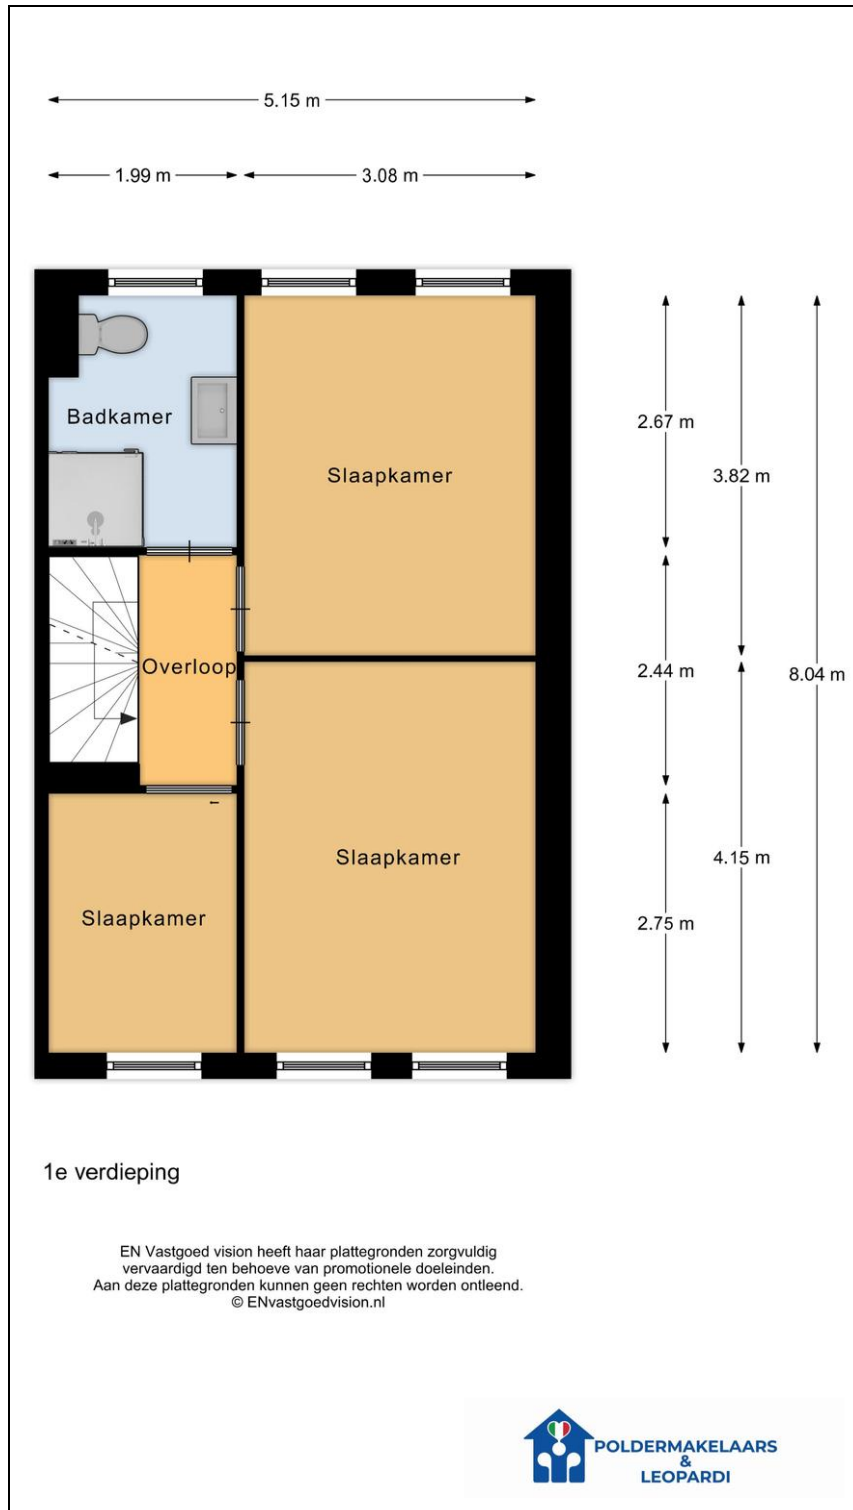 5.15 m
1.99 m
3.08 m
Badkamer
Slaapkamer
2.67 m
3.82 m
Overloop
2.44 m
8.04 m
Slaapkamer
4.15 m
Slaapkamer
2.75 m
1e verdieping
EN Vastgoed vision heeft haar plattegronden zorgvuldig
vervaardigd ten behoeve van promotionele doeleinden.
Aan deze plattegronden kunnen geen rechten worden ontleend.
© ENvastgoedvision.nl
POLDERMAKELAARS
&
LEOPARDI